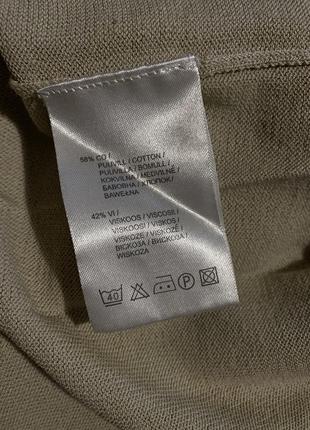 58% CO /
PUUVILL / COTTON /
PUUVILLA / BOMULL /
KOKVILNA / MEDVILNĖ /
БАВОВНА / ХЛОПОК /
BAWEŁNA
42% VI /
VISKOOS / VISCOSE /
VISKOOSI / VISKOS /
VISKOZE / VISKOZĖ /
ВІСКОЗА / ВИСКОЗА /
WISKOZA
40 P